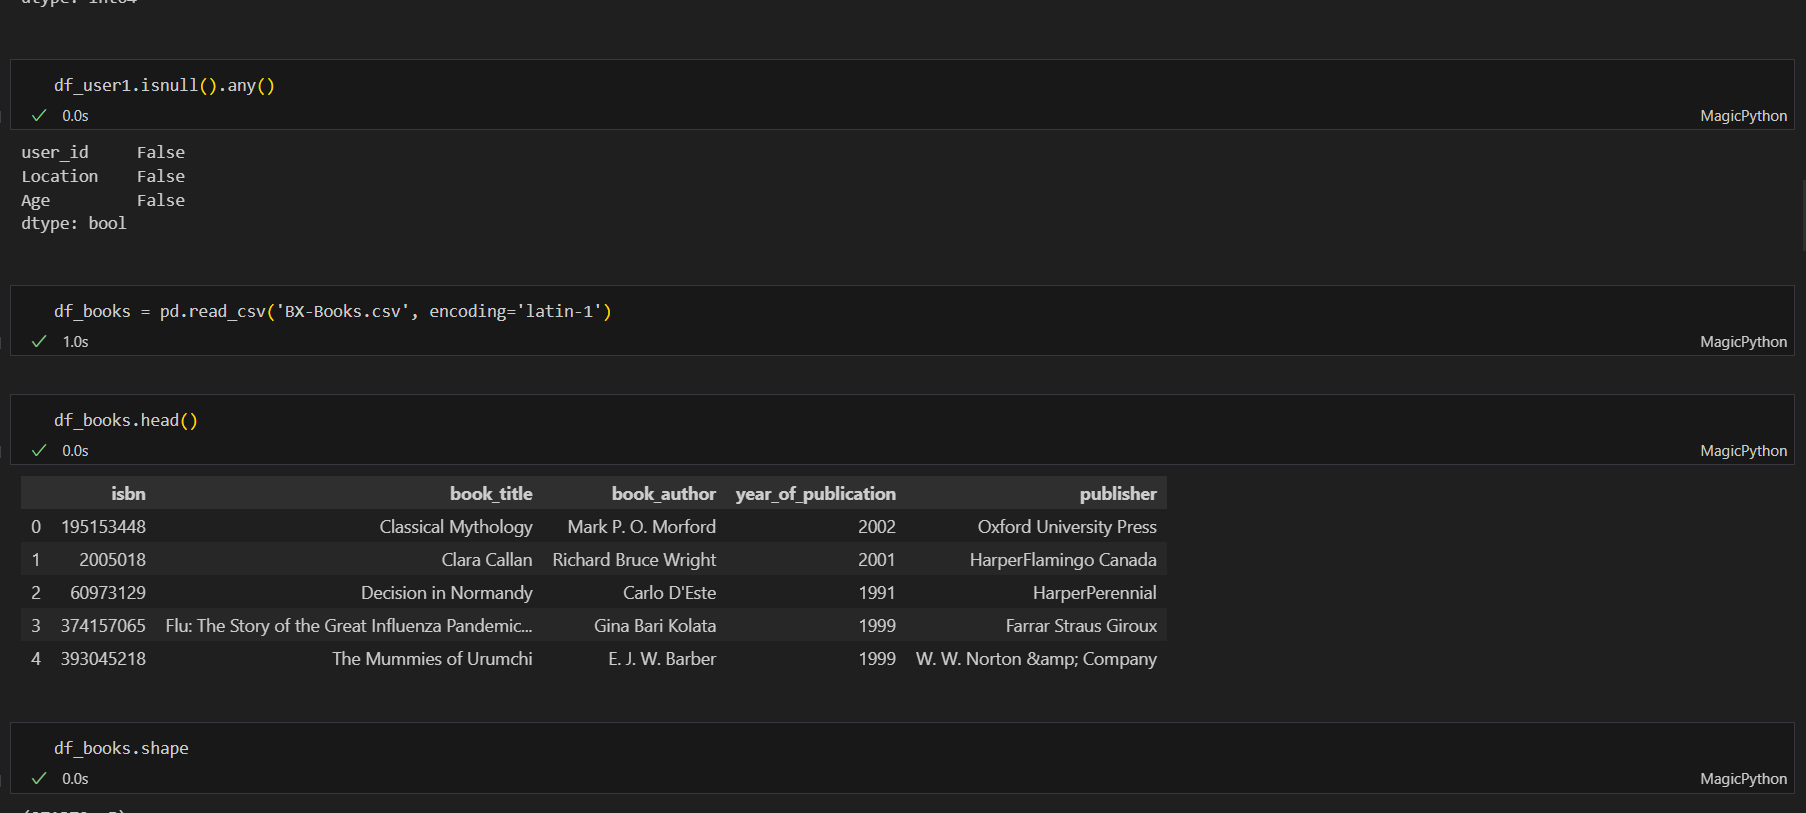 df_user1.isnull().any()
0.0s
MagicPython
user_id     False
Location    False
Age         False
dtype: bool
df_books = pd.read_csv('BX-Books.csv', encoding='latin-1')
1.0s
MagicPython
df_books.head()
0.0s
MagicPython
isbn book_title book_author year_of_publication publisher
0 195153448 Classical Mythology Mark P. O. Morford 2002 Oxford University Press
1 2005018 Clara Callan Richard Bruce Wright 2001 HarperFlamingo Canada
2 60973129 Decision in Normandy Carlo D'Este 1991 HarperPerennial
3 374157065 Flu: The Story of the Great Influenza Pandemic... Gina Bari Kolata 1999 Farrar Straus Giroux
4 393045218 The Mummies of Urumchi E. J. W. Barber 1999 W. W. Norton &amp; Company
df_books.shape
0.0s
MagicPython